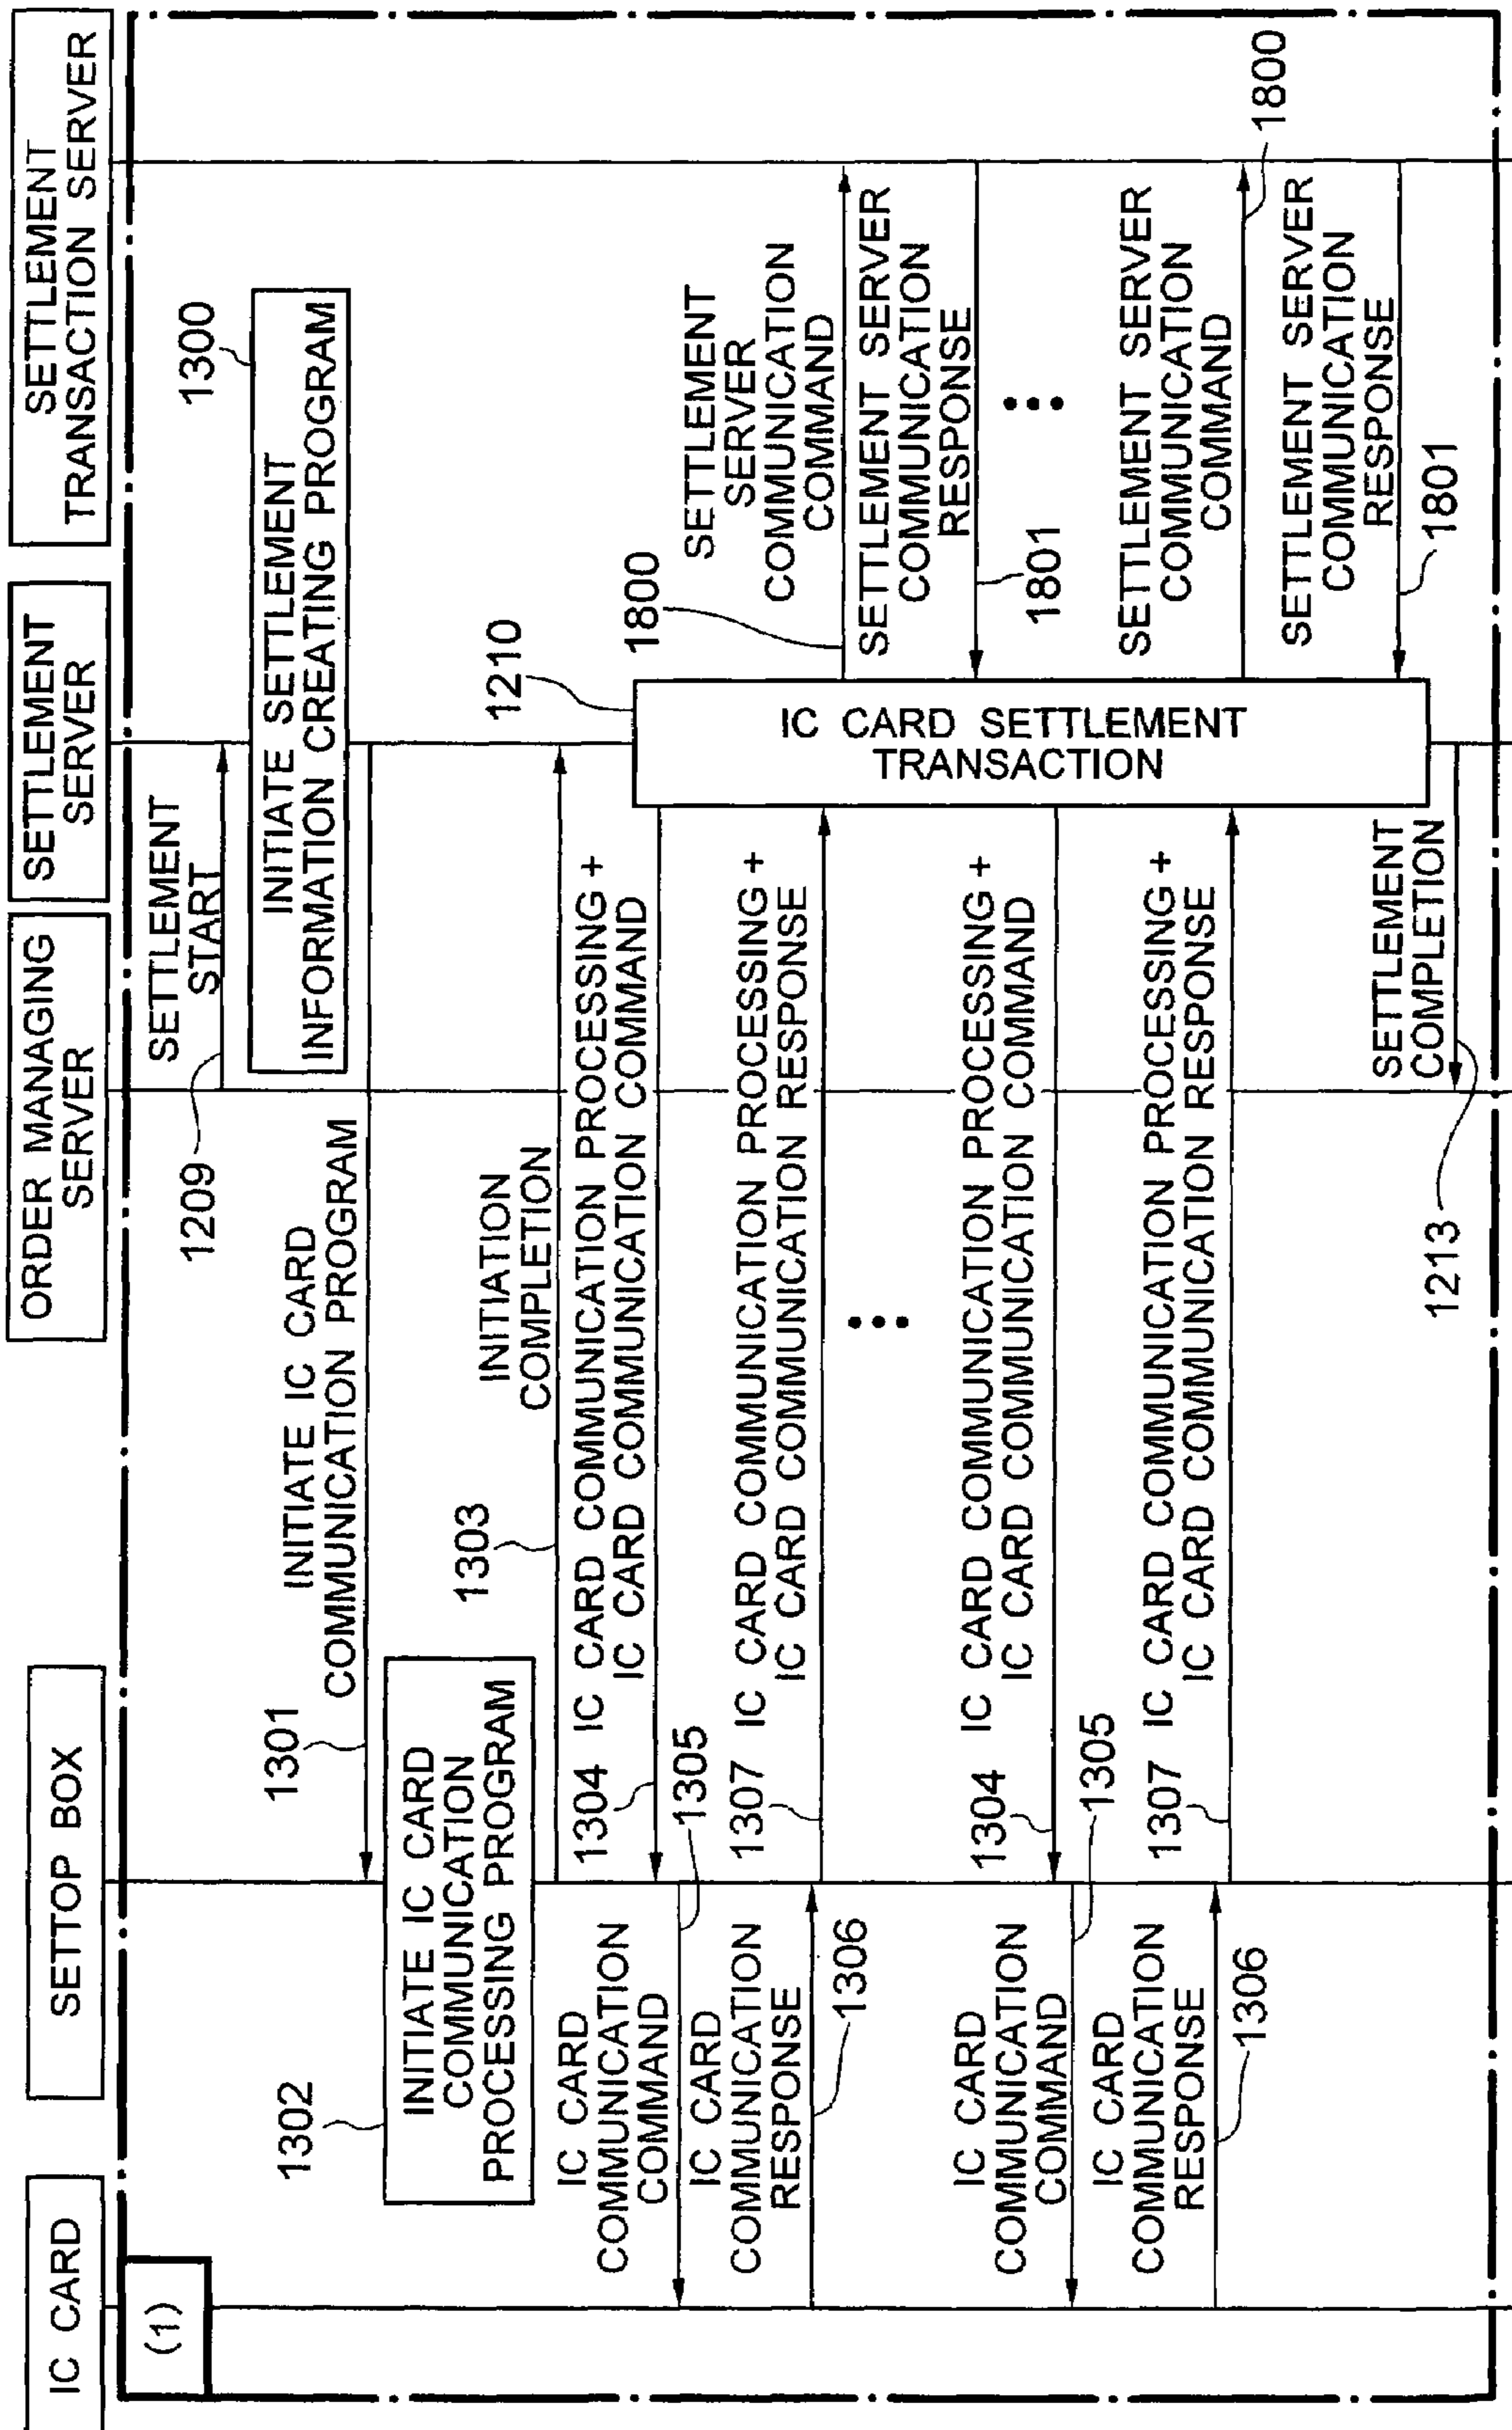 IC CARD
SETTOP BOX
ORDER MANAGING
SERVER
SETTLEMENT
SERVER
SETTLEMENT
TRANSACTION SERVER
(1)
SETTLEMENT
START
1209
1300
INITIATE SETTLEMENT
INFORMATION CREATING PROGRAM
INITIATE IC CARD
COMMUNICATION PROGRAM
1301
1302
INITIATE IC CARD
COMMUNICATION
PROCESSING PROGRAM
INITIATION
COMPLETION
1303
1210
IC CARD SETTLEMENT
TRANSACTION
1304
IC CARD COMMUNICATION PROCESSING +
IC CARD COMMUNICATION COMMAND
IC CARD
COMMUNICATION
COMMAND
1305
IC CARD
COMMUNICATION
RESPONSE
1306
1307
IC CARD COMMUNICATION PROCESSING +
IC CARD COMMUNICATION RESPONSE
1800
SETTLEMENT
SERVER
COMMUNICATION
COMMAND
SETTLEMENT SERVER
COMMUNICATION
RESPONSE
1801
1304
IC CARD COMMUNICATION PROCESSING +
IC CARD COMMUNICATION COMMAND
IC CARD
COMMUNICATION
COMMAND
1305
IC CARD
COMMUNICATION
RESPONSE
1306
1307
IC CARD COMMUNICATION PROCESSING +
IC CARD COMMUNICATION RESPONSE
SETTLEMENT SERVER
COMMUNICATION
COMMAND
1800
SETTLEMENT SERVER
COMMUNICATION
RESPONSE
1801
SETTLEMENT
COMPLETION
1213